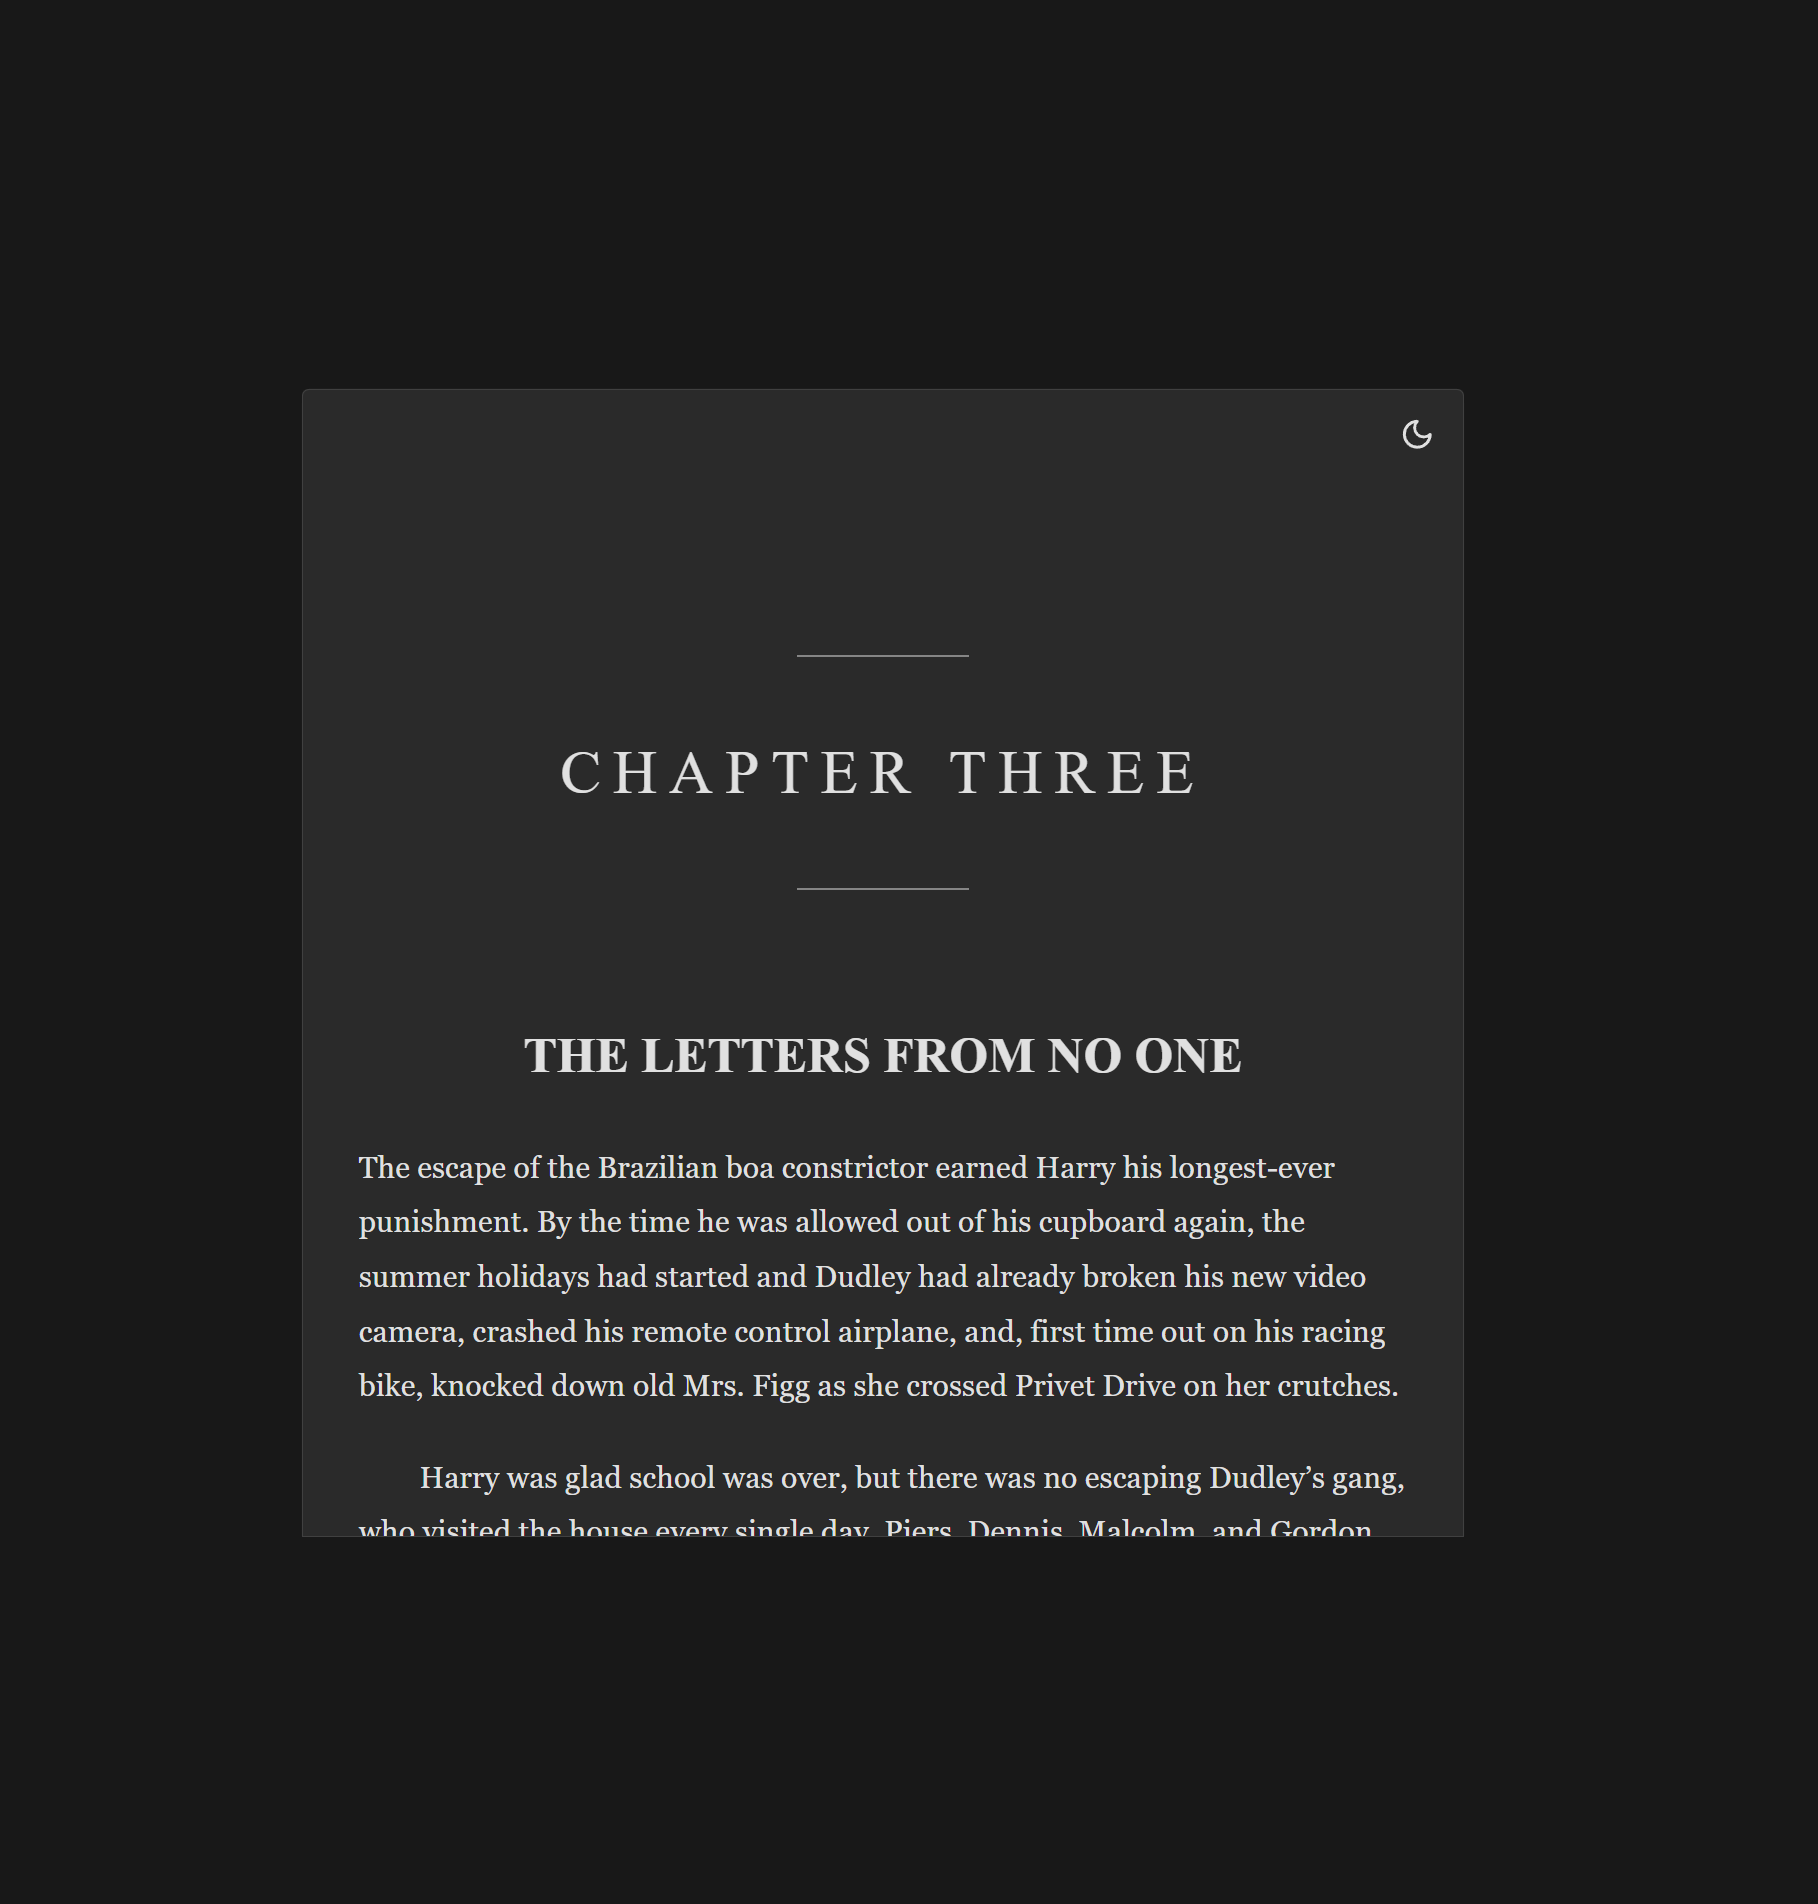 CHAPTER THREE
THE LETTERS FROM NO ONE
The escape of the Brazilian boa constrictor earned Harry his longest-ever
punishment. By the time he was allowed out of his cupboard again, the
summer holidays had started and Dudley had already broken his new video
camera, crashed his remote control airplane, and, first time out on his racing
bike, knocked down old Mrs. Figg as she crossed Privet Drive on her crutches.
Harry was glad school was over, but there was no escaping Dudley’s gang,
who visited the house every single day. Piers, Dennis, Malcolm, and Gordon